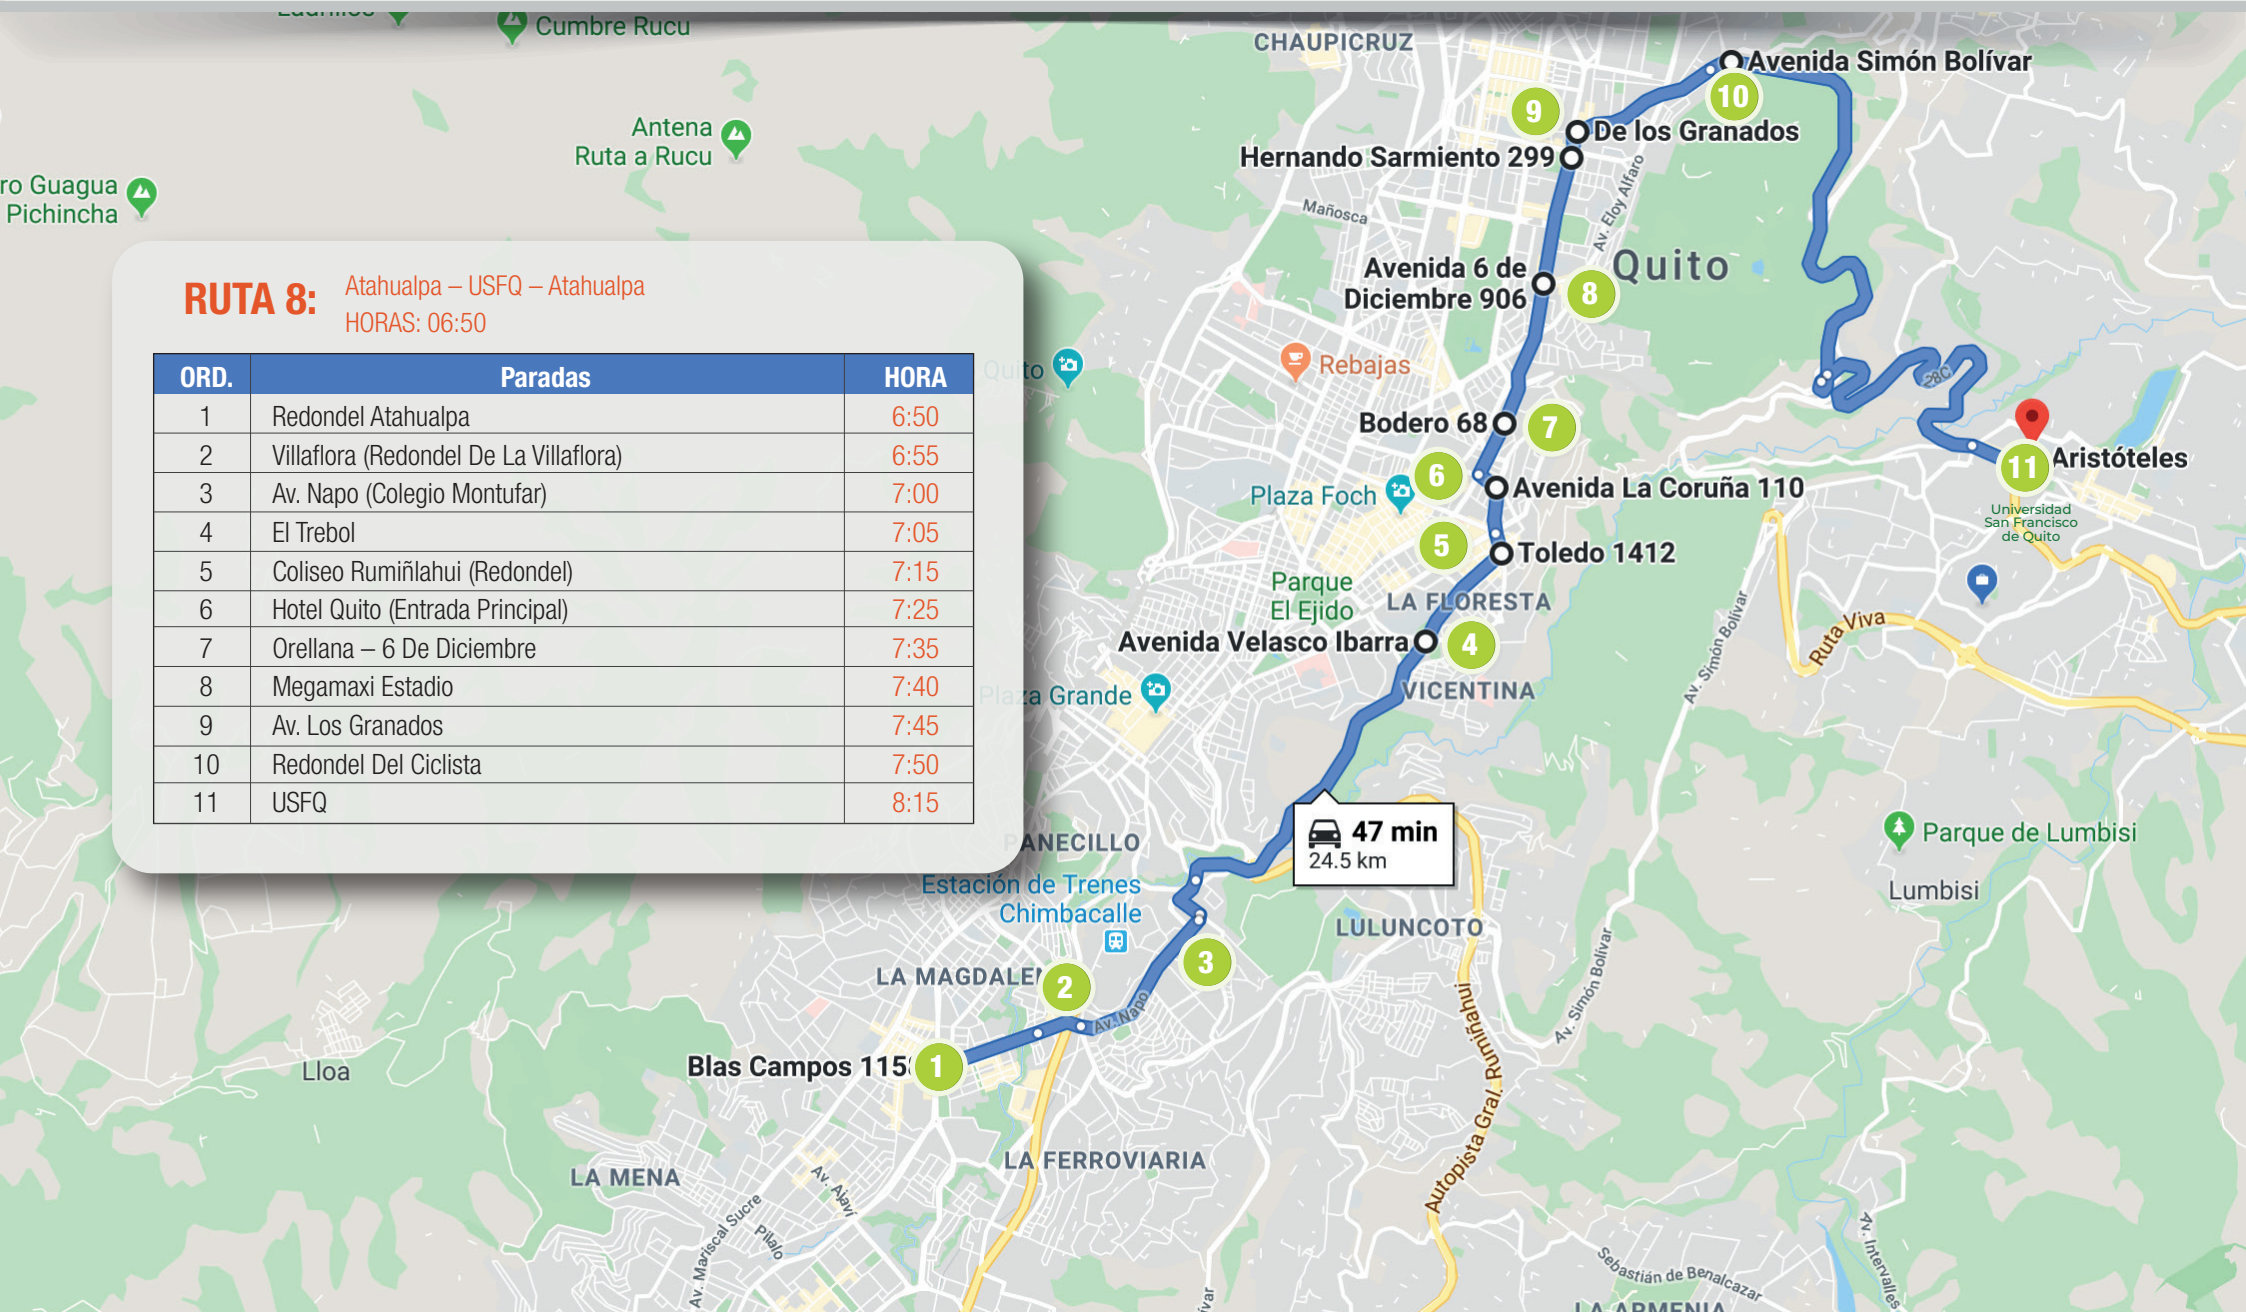 Cumbre Rucu
CHAUPICRUZ
Avenida Simón Bolívar
10
9
Antena
Ruta a Rucu
De los Granados
Hernando Sarmiento 299
ro Guagua
Pichincha
Av. Eloy Alfaro
Mañosca
Quito
Avenida 6 de
Diciembre 906
8
RUTA 8:
Atahualpa – USFQ – Atahualpa
HORAS: 06:50
ORD. Paradas HORA
1 Redondel Atahualpa 6:50
2 Villaflora (Redondel De La Villaflora) 6:55
3 Av. Napo (Colegio Montufar) 7:00
4 El Trebol 7:05
5 Coliseo Rumiñlahui (Redondel) 7:15
6 Hotel Quito (Entrada Principal) 7:25
7 Orellana – 6 De Diciembre 7:35
8 Megamaxi Estadio 7:40
9 Av. Los Granados 7:45
10 Redondel Del Ciclista 7:50
11 USFQ 8:15
Quito
Rebajas
28C
Bodero 68
7
6
Plaza Foch
Avenida La Coruña 110
11
Aristóteles
Universidad
San Francisco
de Quito
5
Toledo 1412
Parque
El Ejido
LA FLORESTA
Avenida Velasco Ibarra
4
Av. Simón Bolívar
Ruta Viva
VICENTINA
Plaza Grande
47 min
24.5 km
PANECILLO
Parque de Lumbisi
Lumbisi
Estación de Trenes
Chimbacalle
LULUNCOTO
3
LA MAGDALE
2
Av. Napo
Av. Simón Bolívar
Autopista Gral. Rumiñahui
Blas Campos 115
1
Lloa
LA FERROVIARIA
LA MENA
Av. Ajaví
Av. Mariscal Sucre
Pilalo
Sebastián de Benalcazar
Av. Intervalles
LA ARMENIA
var